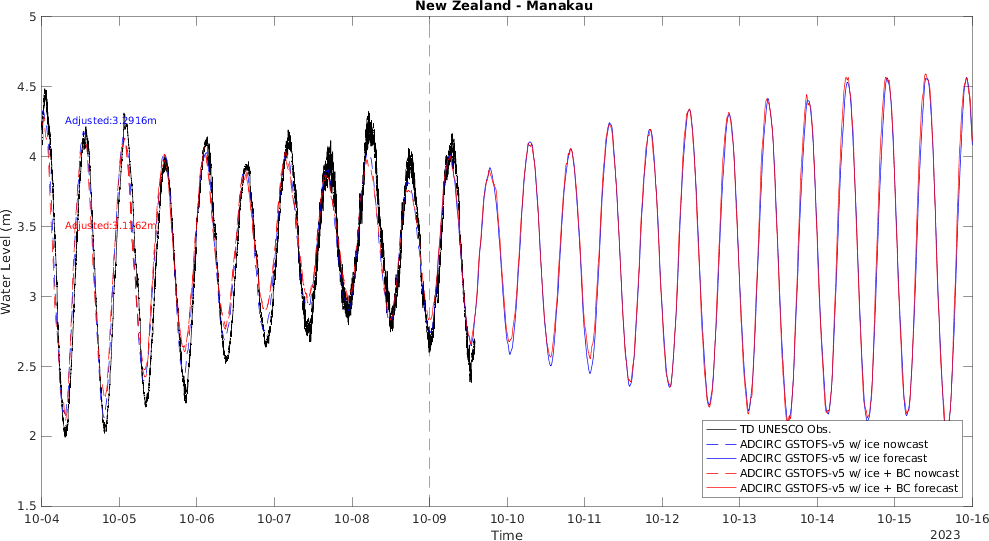 New Zealand - Manakau
Water Level (m)
5
4.5
4
3.5
3
2.5
2
1.5
Adjusted:3.2916m
Adjusted:3.1162m
TD UNESCO Obs.
ADCIRC GSTOFS-v5 w/ ice nowcast
ADCIRC GSTOFS-v5 w/ ice forecast
ADCIRC GSTOFS-v5 w/ ice + BC nowcast
ADCIRC GSTOFS-v5 w/ ice + BC forecast
10-04 10-05 10-06 10-07 10-08 10-09 10-10 10-11 10-12 10-13 10-14 10-15 10-16
Time
2023